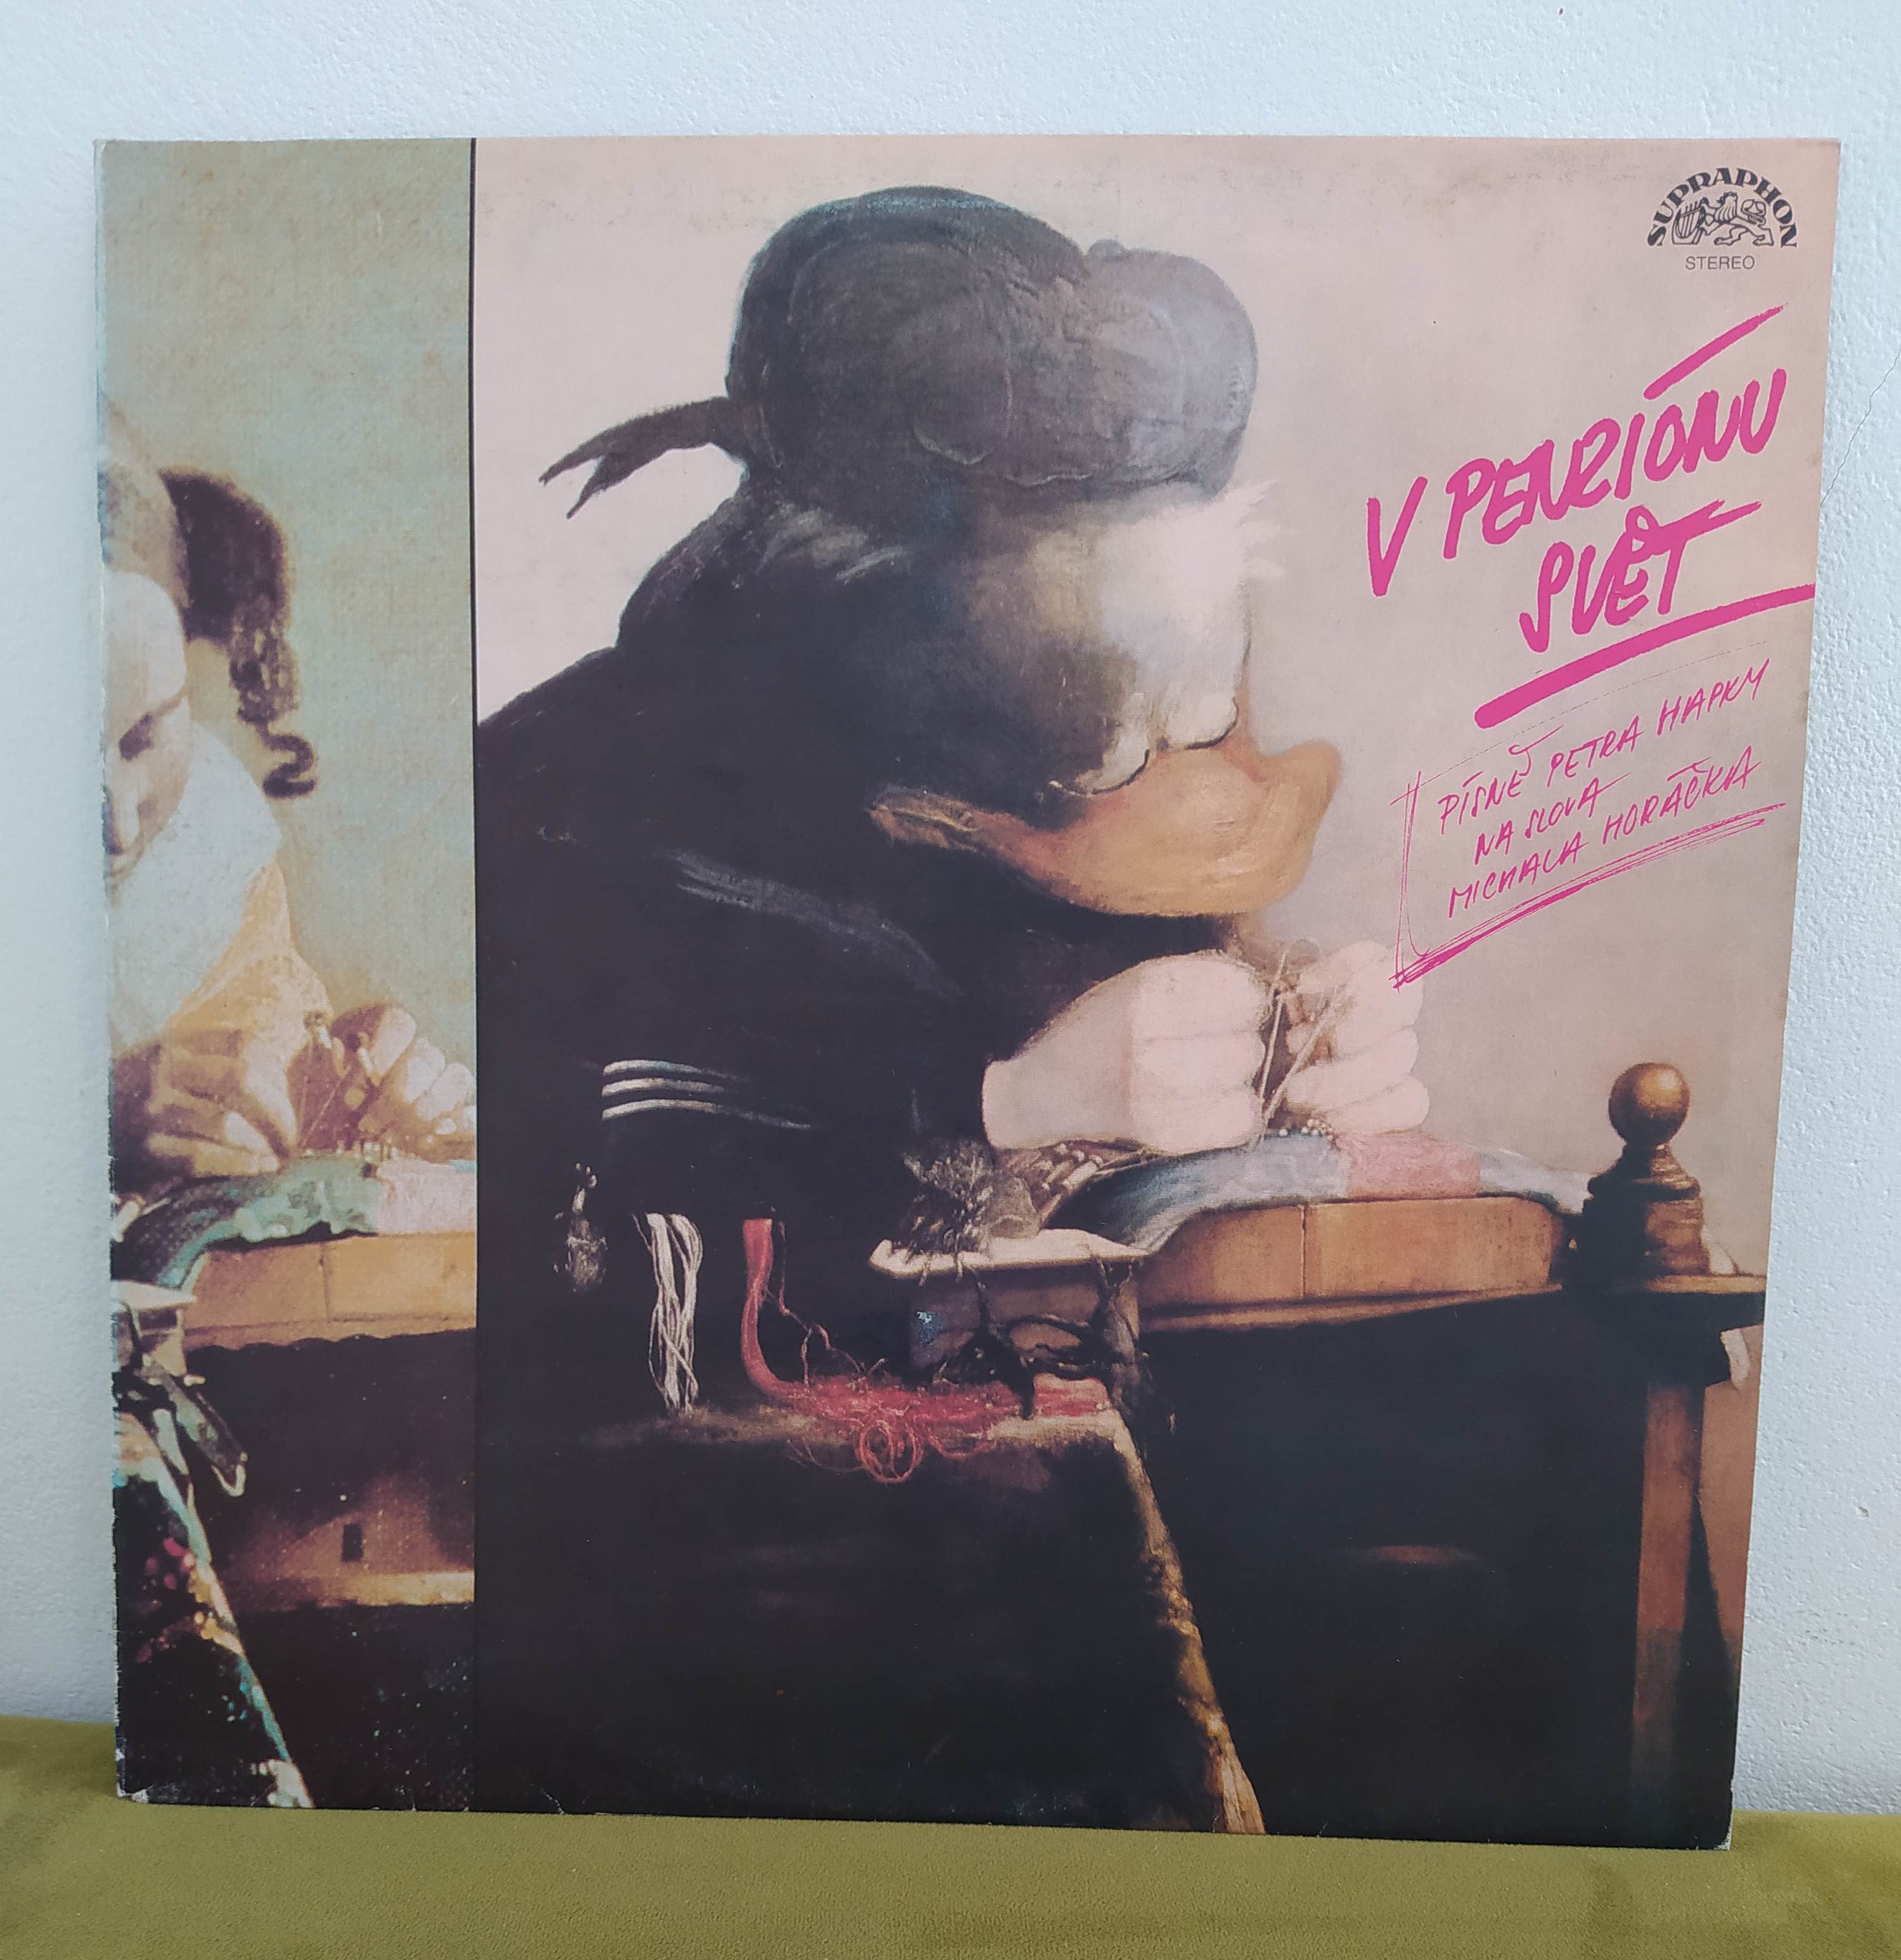 SUPRAPHON
STEREO
V PENZIÓNU
SVĚT
PÍSNĚ PETRA HAPKY
NA SLOVA
MICHALA HORÁČKA